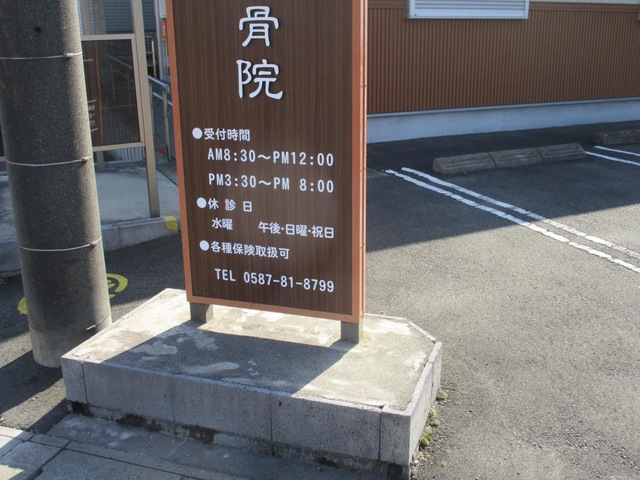 骨
院
●受付時間
AM8:30～PM12:00
PM3:30～PM 8:00
●休診日
水曜 午後・日曜・祝日
●各種保険取扱可
TEL 0587-81-8799